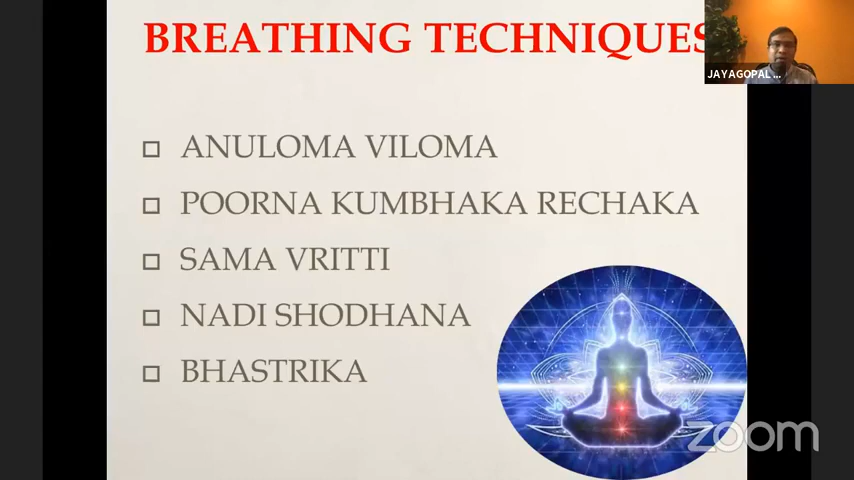 BREATHING TECHNIQUES
JAYAGOPAL ...
ANULOMA VILOMA
POORNA KUMBHAKA RECHAKA
SAMA VRITTI
NADI SHODHANA
BHASTRIKA
zoom